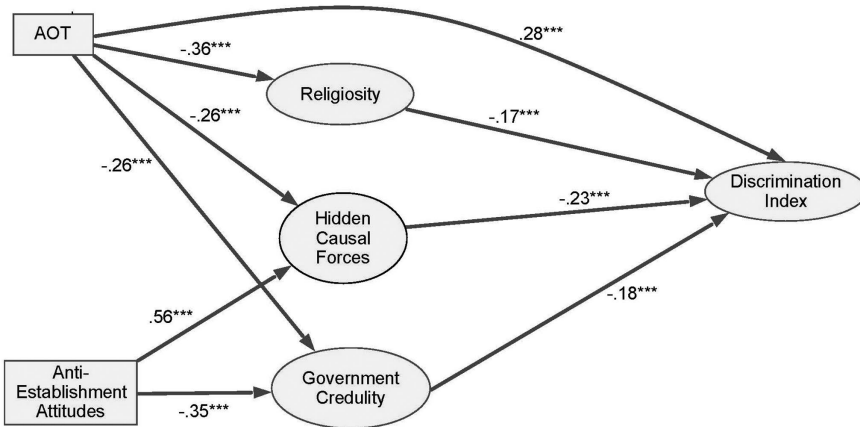 AOT
.28***
-.36***
Religiosity
-.26***
-.17***
-.26***
Discrimination
Index
Hidden
Causal
Forces
-.23***
.56***
-.18***
Anti-
Establishment
Attitudes
Government
Credulity
-.35***